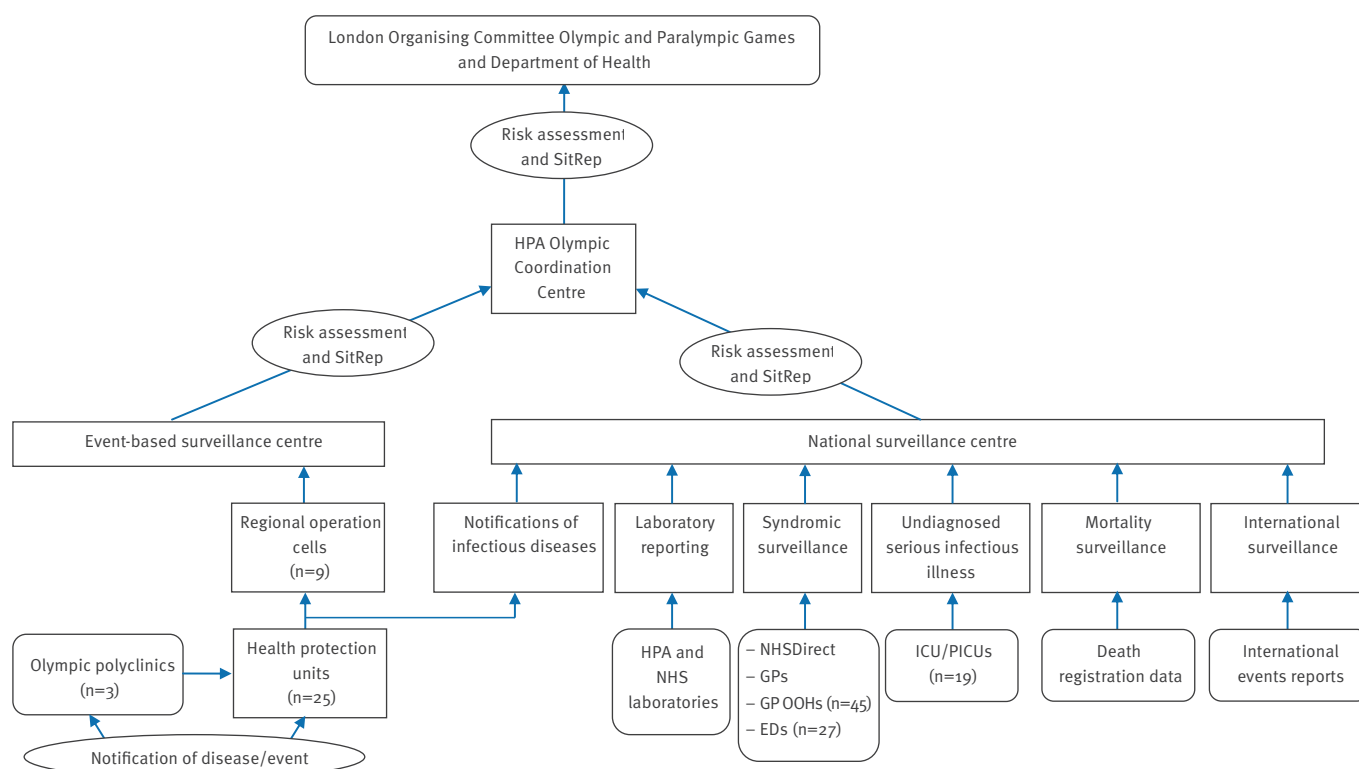 London Organising Committee Olympic and Paralympic Games
and Department of Health
Risk assessment
and SitRep
HPA Olympic
Coordination
Centre
Risk assessment
and SitRep
Risk assessment
and SitRep
Event-based surveillance centre
National surveillance centre
Regional operation
cells
(n=9)
Notifications of
infectious diseases
Laboratory
reporting
Syndromic
surveillance
Undiagnosed
serious infectious
illness
Mortality
surveillance
International
surveillance
Olympic polyclinics
(n=3)
Health protection
units
(n=25)
HPA and
NHS
laboratories
– NHSDirect
– GPs
– GP OOHs (n=45)
– EDs (n=27)
ICU/PICUs
(n=19)
Death
registration data
International
events reports
Notification of disease/event